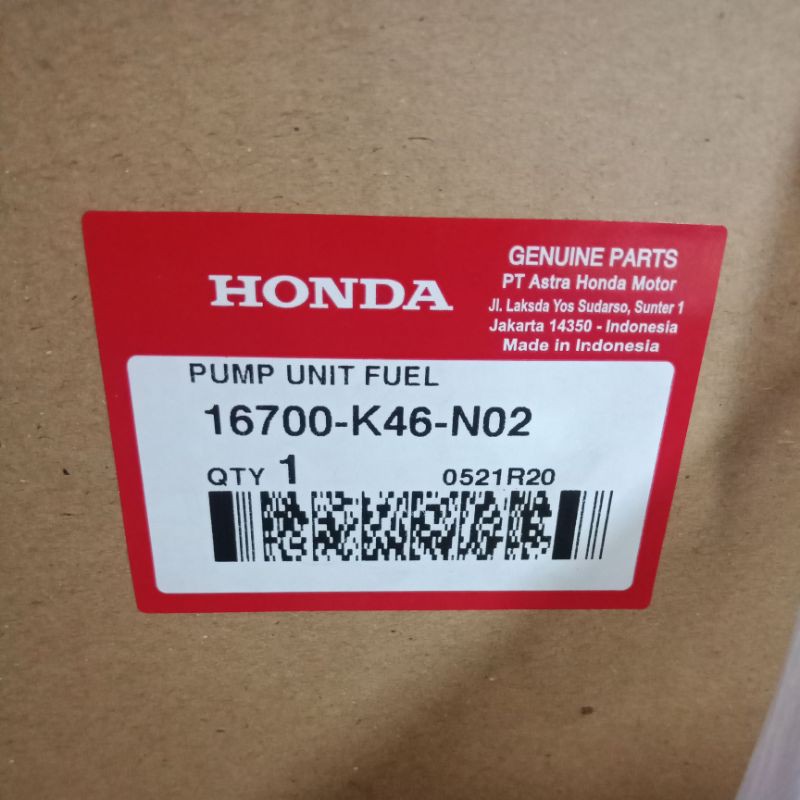 HONDA
GENUINE PARTS
PT Astra Honda Motor
Jl. Laksda Yos Sudarso, Sunter 1
Jakarta 14350 - Indonesia
Made in Indonesia
PUMP UNIT FUEL
16700-K46-N02
QTY 1 0521R20